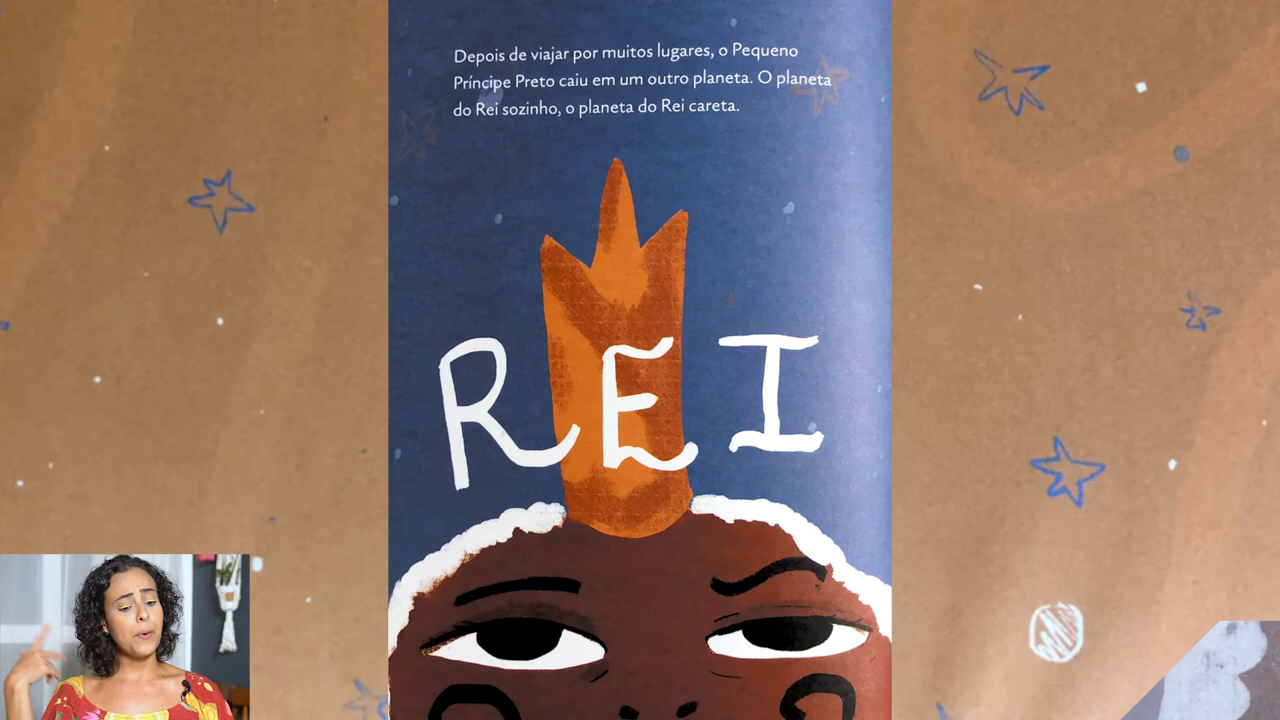 Depois de viajar por muitos lugares, o Pequeno
Príncipe Preto caiu em um outro planeta. O planeta
do Rei sozinho, o planeta do Rei careta.
REI